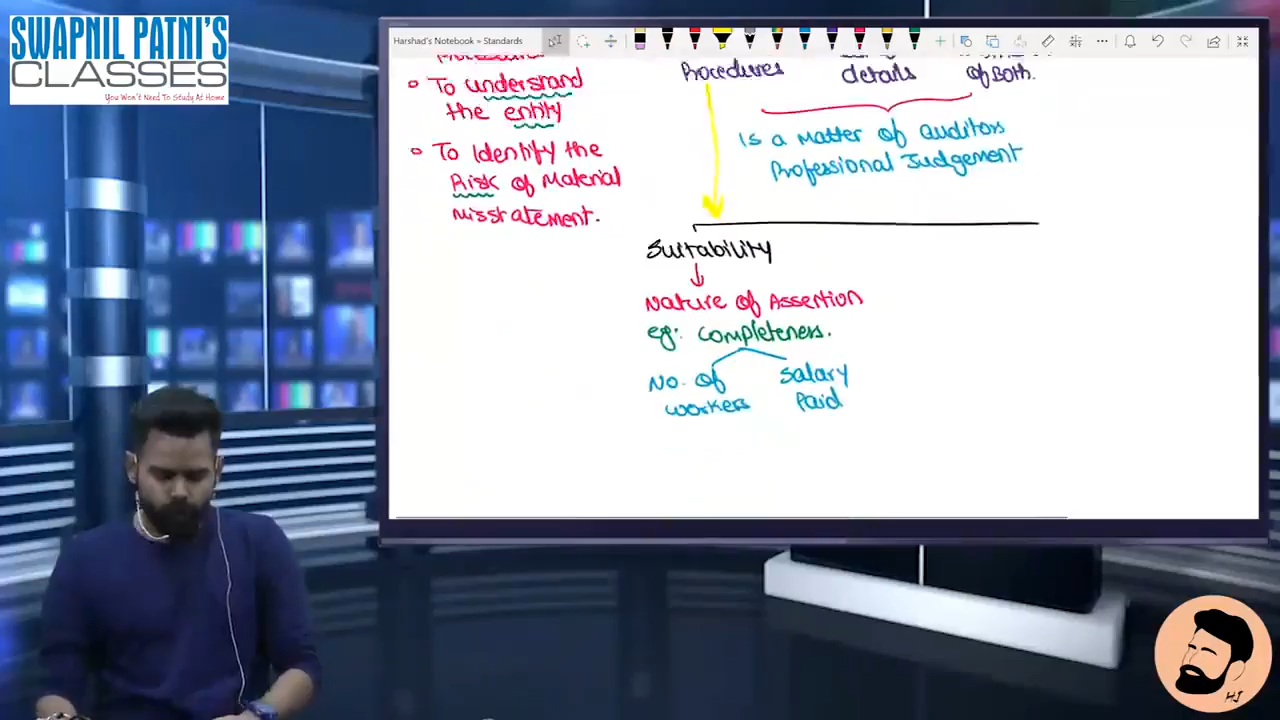 SWAPNIL PATNI'S
CLASSES
You Won't Need To Study At Home
Harshad's Notebook » Standards
To understand
the entity
To Identify the
Risk of Material
Misstatement.
Procedures
details
of Both.
Is a Matter of auditors
Professional Judgement
Suitability
Nature of Assertion
eg: Completeness.
No. of
workers
Salary
Paid
HJ